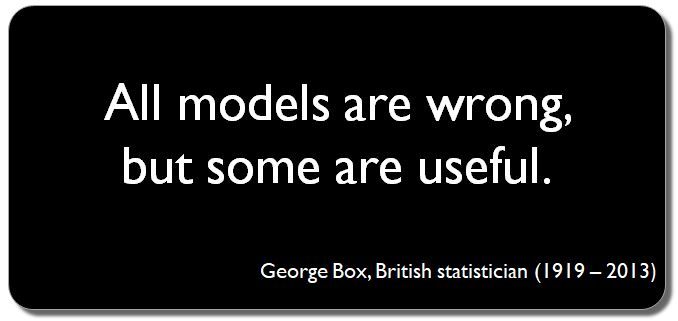 All models are wrong,
but some are useful.
George Box, British statistician (1919 – 2013)